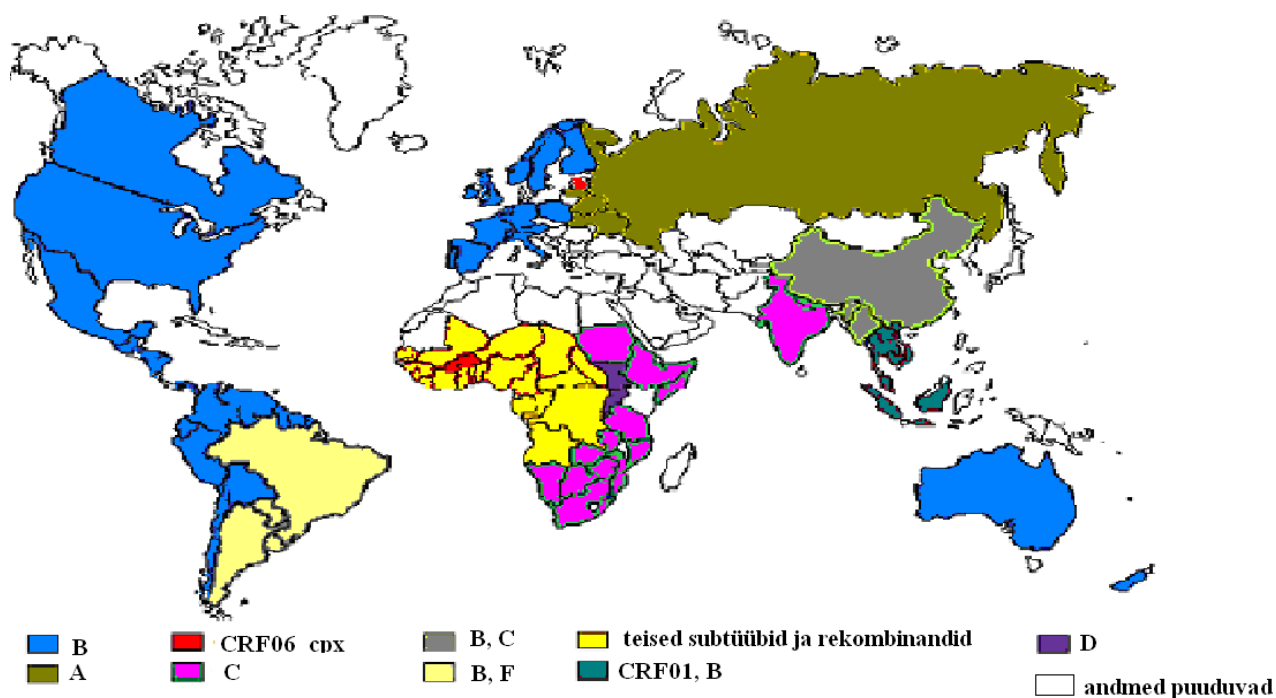 B
CRF06_cpx
B, C
teised subtüübid ja rekombinandid
D
A
C
B, F
CRF01, B
andmed puuduvad